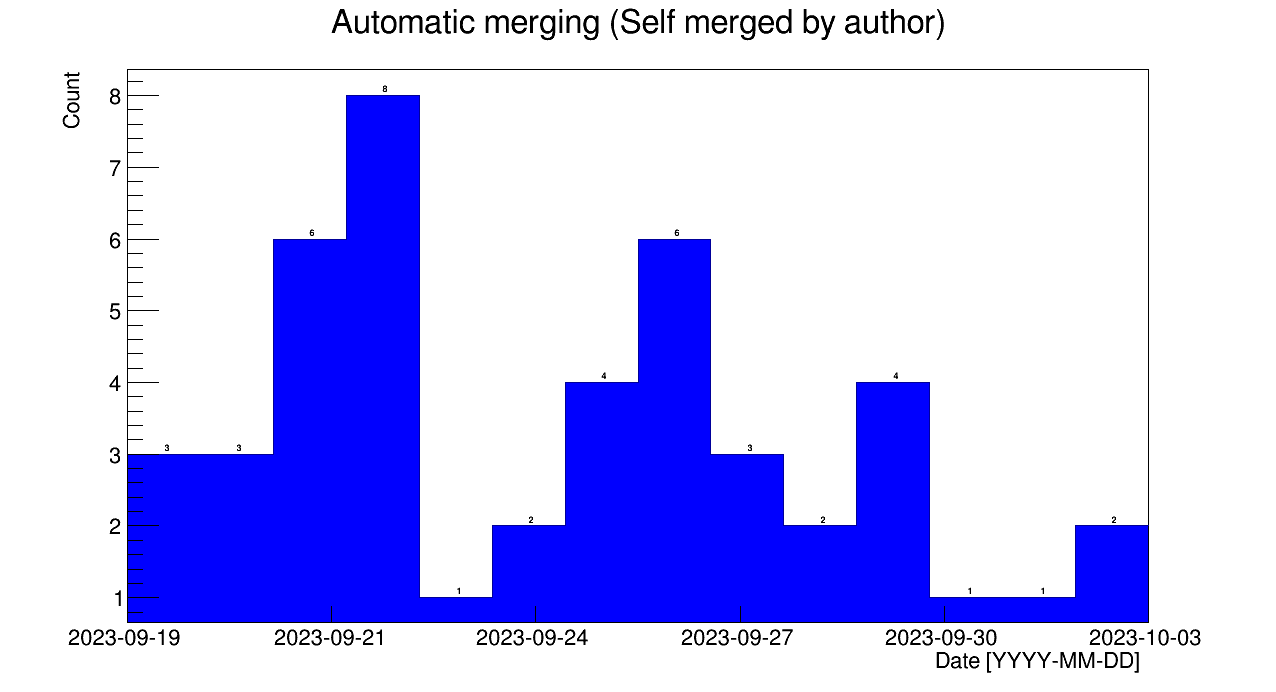 Automatic merging (Self merged by author)
Count
8
7
6
5
4
3
2
1
3 3 6 8 1 2 4 6 3 2 4 1 1 2
2023-09-19 2023-09-21 2023-09-24 2023-09-27 2023-09-30 2023-10-03
Date [YYYY-MM-DD]